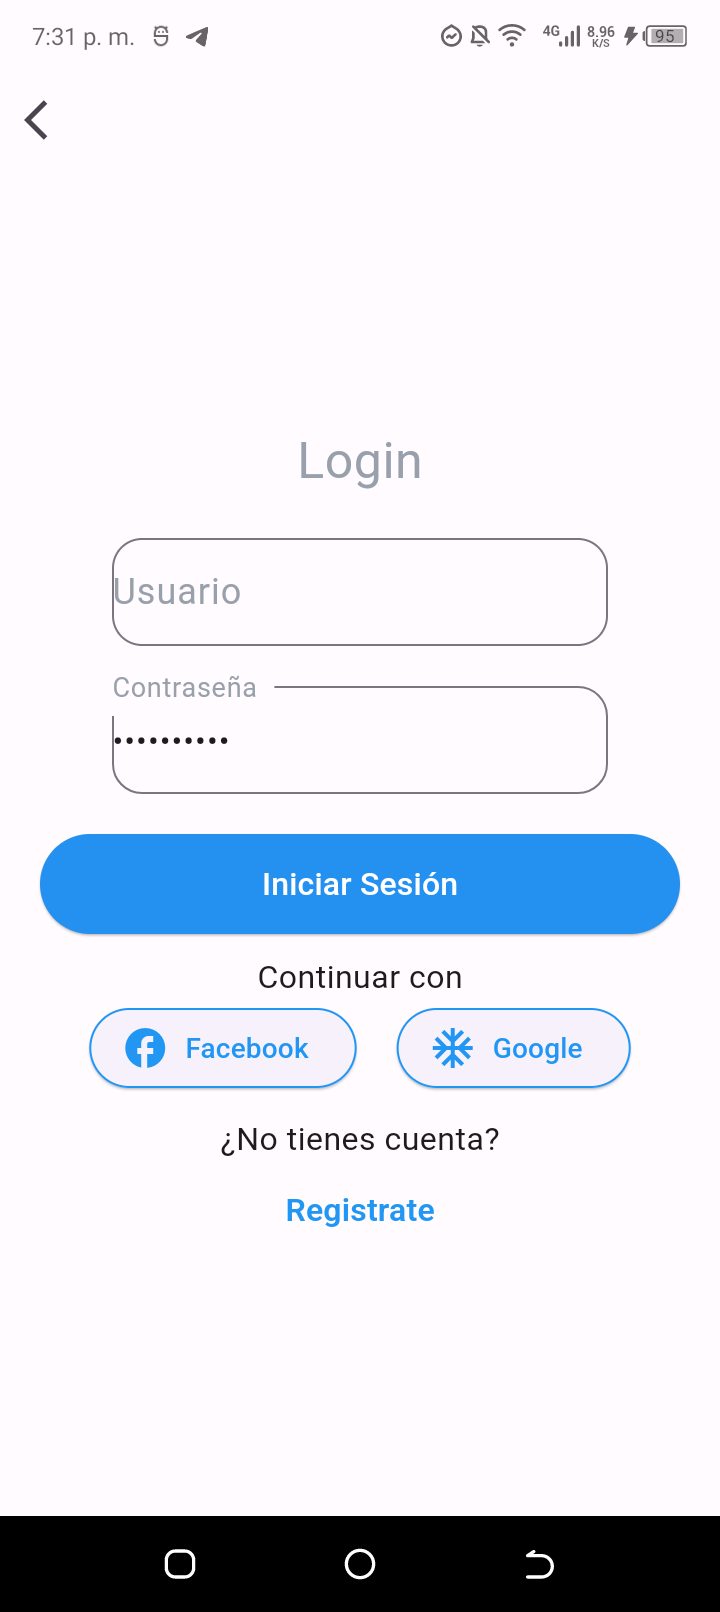 7:31 p. m.
4G 8.96 K/S 95
Login
Usuario
Contraseña
••••••••••
Iniciar Sesión
Continuar con
Facebook Google
¿No tienes cuenta?
Registrate